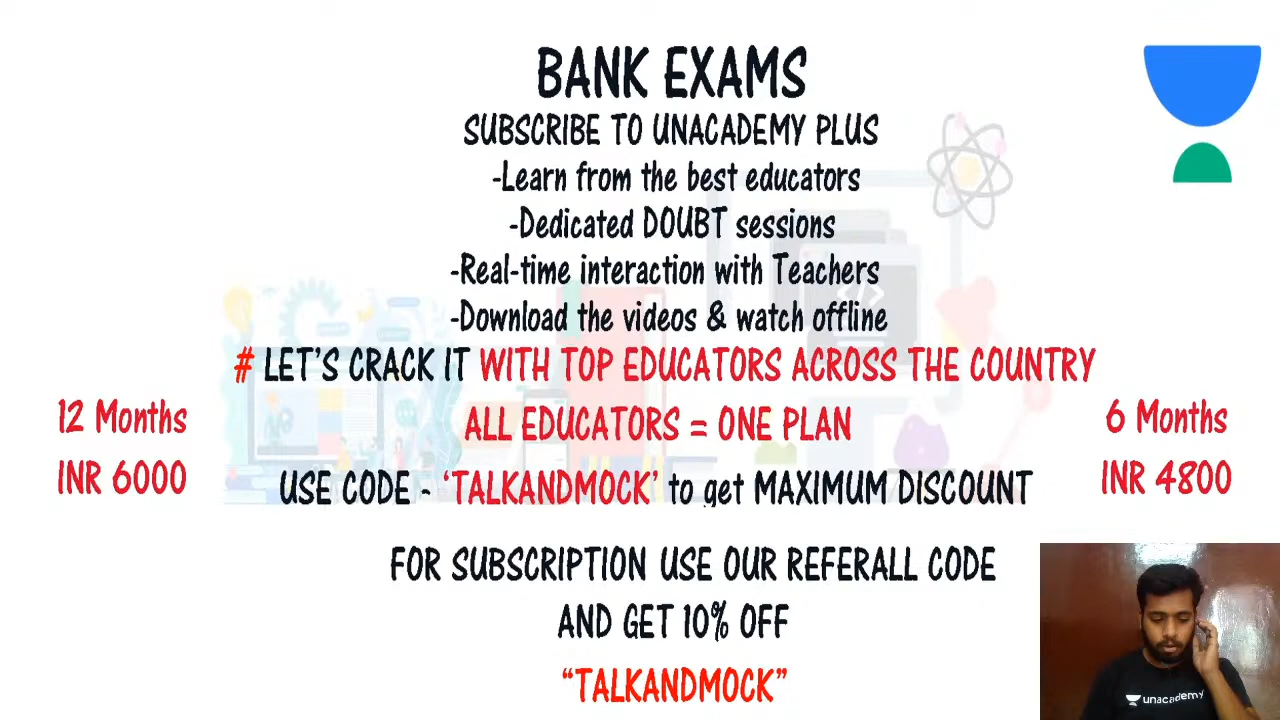 BANK EXAMS
SUBSCRIBE TO UNACADEMY PLUS
-Learn from the best educators
-Dedicated DOUBT sessions
-Real-time interaction with Teachers
-Download the videos & watch offline
# LET'S CRACK IT WITH TOP EDUCATORS ACROSS THE COUNTRY
12 Months
INR 6000
ALL EDUCATORS = ONE PLAN
6 Months
INR 4800
USE CODE - 'TALKANDMOCK' to get MAXIMUM DISCOUNT
FOR SUBSCRIPTION USE OUR REFERALL CODE
AND GET 10% OFF
"TALKANDMOCK"
unacademy